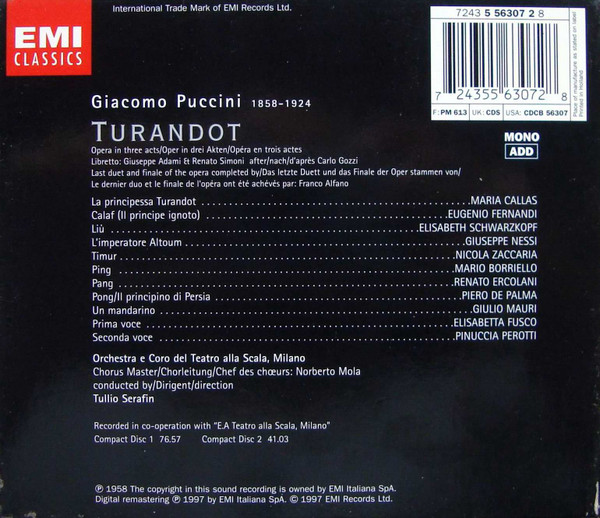 International Trade Mark of EMI Records Ltd.
EMI
CLASSICS
7243 5 56307 2 8
7 24355 63072 8
F: PM 613 UK: CDS USA: CDCB 56307
Place of manufacture as stated on label
Printed in Holland
Giacomo Puccini 1858-1924
TURANDOT
MONO
ADD
Opera in three acts/Oper in drei Akten/Opéra en trois actes
Libretto: Giuseppe Adami & Renato Simoni after/nach/d'après Carlo Gozzi
Last duet and finale of the opera completed by/Das letzte Duett und das Finale der Oper stammen von/
Le dernier duo et le finale de l'opéra ont été achevés par: Franco Alfano
La principessa Turandot MARIA CALLAS
Calaf (Il principe ignoto) EUGENIO FERNANDI
Liù ELISABETH SCHWARZKOPF
L'imperatore Altoum GIUSEPPE NESSI
Timur NICOLA ZACCARIA
Ping MARIO BORRIELLO
Pang RENATO ERCOLANI
Pong/Il principino di Persia PIERO DE PALMA
Un mandarino GIULIO MAURI
Prima voce ELISABETTA FUSCO
Seconda voce PINUCCIA PEROTTI
Orchestra e Coro del Teatro alla Scala, Milano
Chorus Master/Chorleitung/Chef des chœurs: Norberto Mola
conducted by/Dirigent/direction
Tullio Serafin
Recorded in co-operation with "E.A Teatro alla Scala, Milano"
Compact Disc 1 76.57 Compact Disc 2 41.03
℗ 1958 The copyright in this sound recording is owned by EMI Italiana SpA.
Digital remastering ℗ 1997 by EMI Italiana SpA. © 1997 EMI Records Ltd.